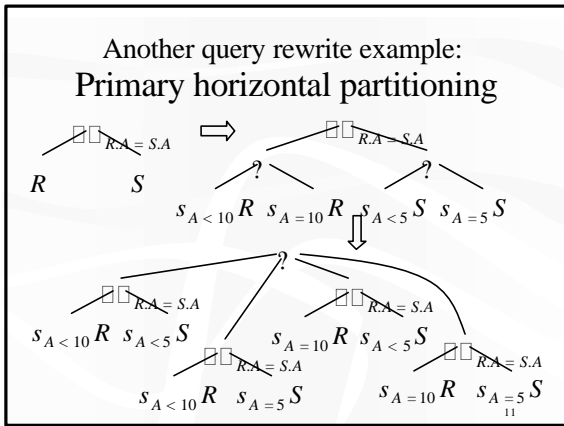 Another query rewrite example:
Primary horizontal partitioning
□ □ R.A = S.A
□ □ R.A = S.A
R S
? ?
s A < 10 R s A = 10 R s A < 5 S s A = 5 S
?
□ □ R.A = S.A □ □ R.A = S.A
s A < 10 R s A < 5 S s A = 10 R s A < 5 S
□ □ R.A = S.A □ □ R.A = S.A
s A < 10 R s A = 5 S s A = 10 R s A = 5 S
11